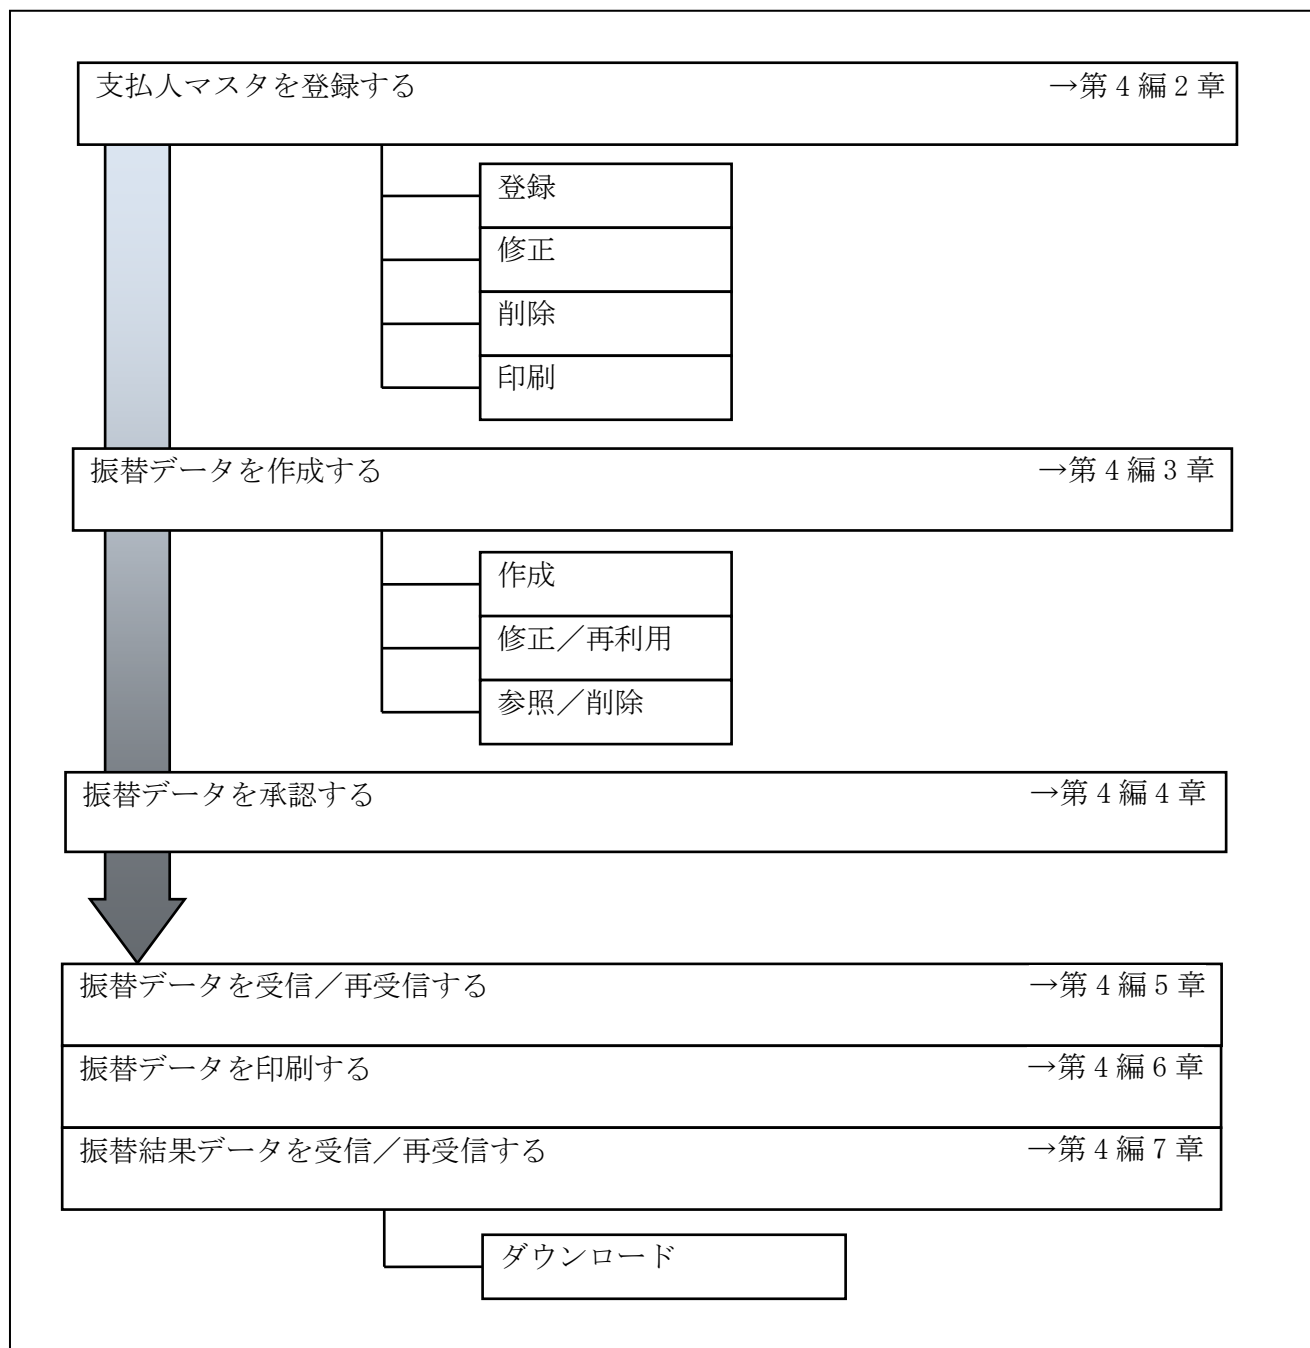 支払人マスタを登録する →第4編2章
登録
修正
削除
印刷
振替データを作成する →第4編3章
作成
修正／再利用
参照／削除
振替データを承認する →第4編4章
振替データを受信／再受信する →第4編5章
振替データを印刷する →第4編6章
振替結果データを受信／再受信する →第4編7章
ダウンロード